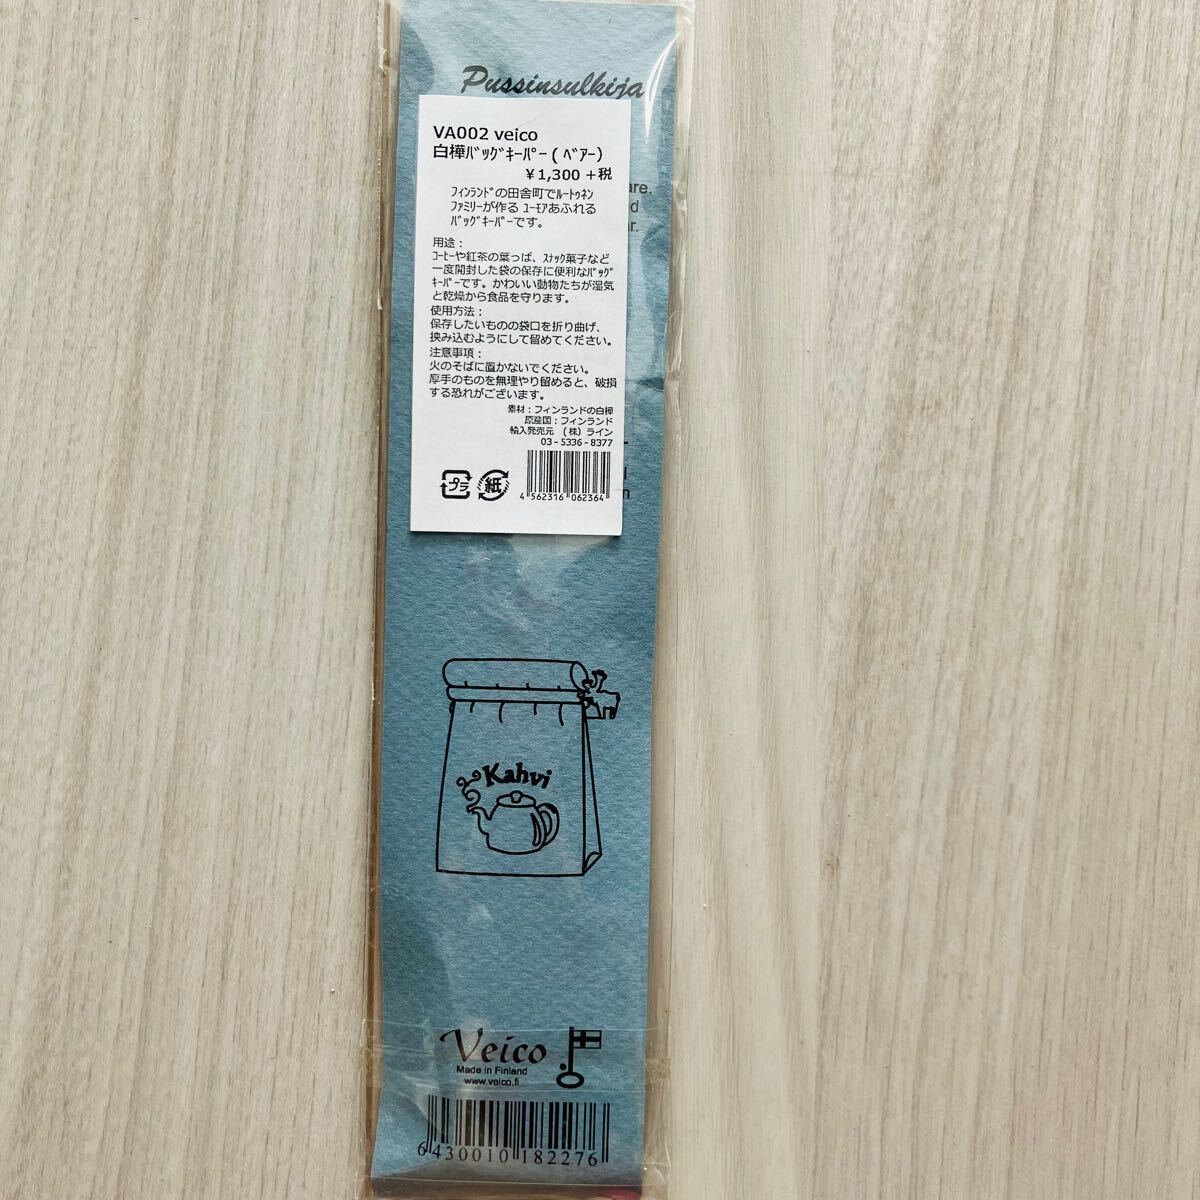 Pussinsulkija
VA002 veico
白樺ﾊﾞｯｸﾞｷｰﾊﾟｰ ( ﾍﾞｱｰ)
￥1,300 +税
ﾌｨﾝﾗﾝﾄﾞの田舎町でﾙｰﾄｩﾈﾝ
ﾌｧﾐﾘｰが作る ﾕｰﾓｱあふれる
ﾊﾞｯｸﾞｷｰﾊﾟｰです。
用途：
ｺｰﾋｰや紅茶の葉っぱ、ｽﾅｯｸ菓子など
一度開封した袋の保存に便利なﾊﾞｯｸﾞ
ｷｰﾊﾟｰです。かわいい動物たちが湿気
と乾燥から食品を守ります。
使用方法：
保存したいものの袋口を折り曲げ、
挟み込むようにして留めてください。
注意事項：
火のそばに置かないでください。
厚手のものを無理やり留めると、破損
する恐れがございます。
素材：フィンランドの白樺
原産国：フィンランド
輸入発売元 (株) ライン
03-5336-8377
プラ 紙
4 562316 062364
Kahvi
Veico
Made in Finland
www.veico.fi
6 430010 182276